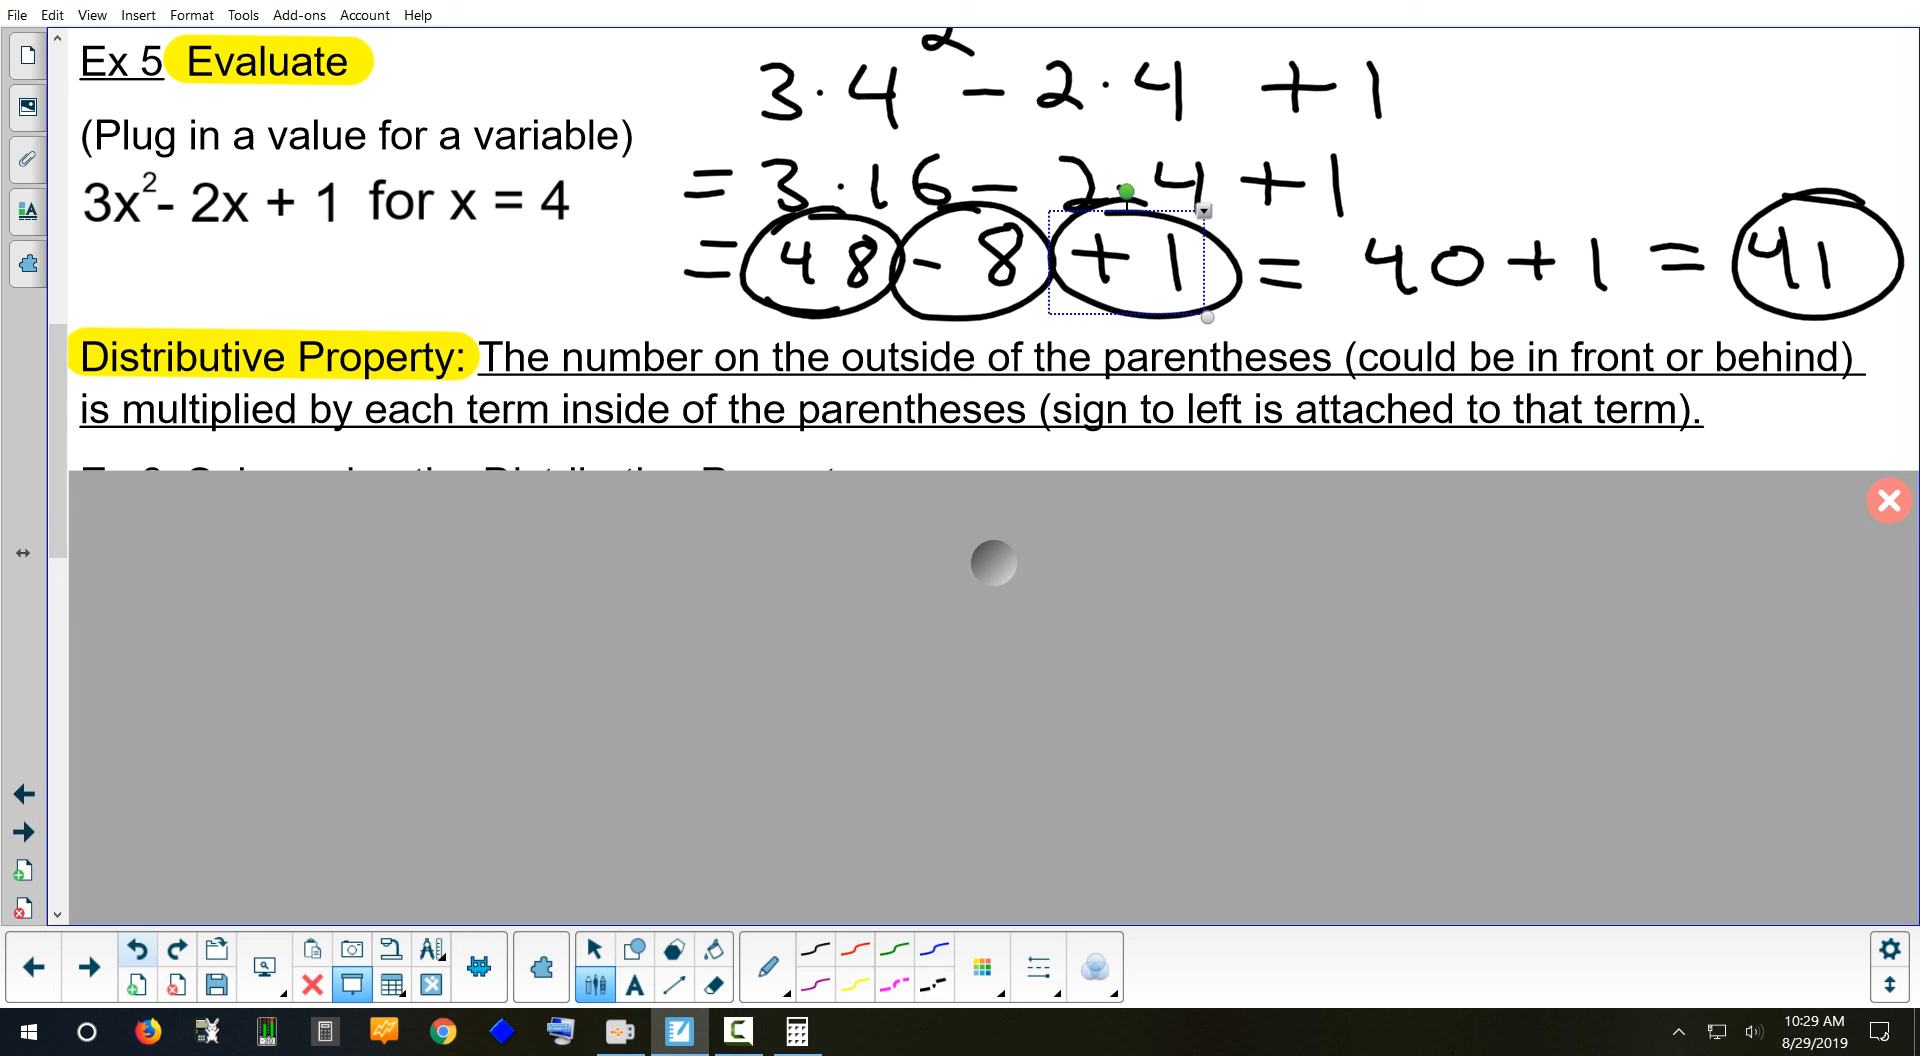 File Edit View Insert Format Tools Add-ons Account Help
Ex 5 Evaluate
(Plug in a value for a variable)
3x² - 2x + 1 for x = 4
3·4² - 2·4 + 1
= 3·16 - 2·4 + 1
= 48 - 8 + 1 = 40 + 1 = 41
Distributive Property: The number on the outside of the parentheses (could be in front or behind)
is multiplied by each term inside of the parentheses (sign to left is attached to that term).
10:29 AM
8/29/2019